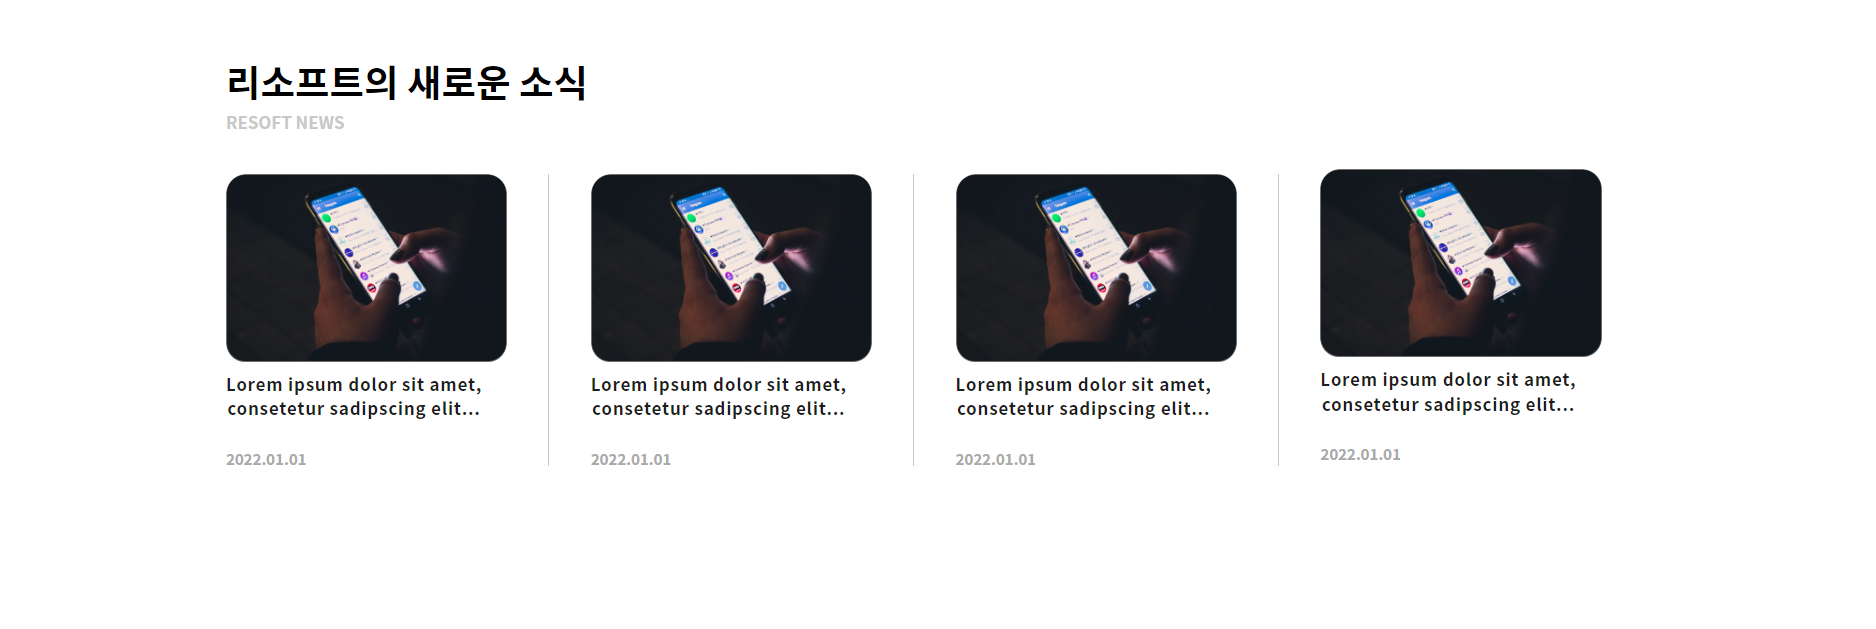 리소프트의 새로운 소식
RESOFT NEWS
Lorem ipsum dolor sit amet,
consetetur sadipscing elit...
2022.01.01
Lorem ipsum dolor sit amet,
consetetur sadipscing elit...
2022.01.01
Lorem ipsum dolor sit amet,
consetetur sadipscing elit...
2022.01.01
Lorem ipsum dolor sit amet,
consetetur sadipscing elit...
2022.01.01